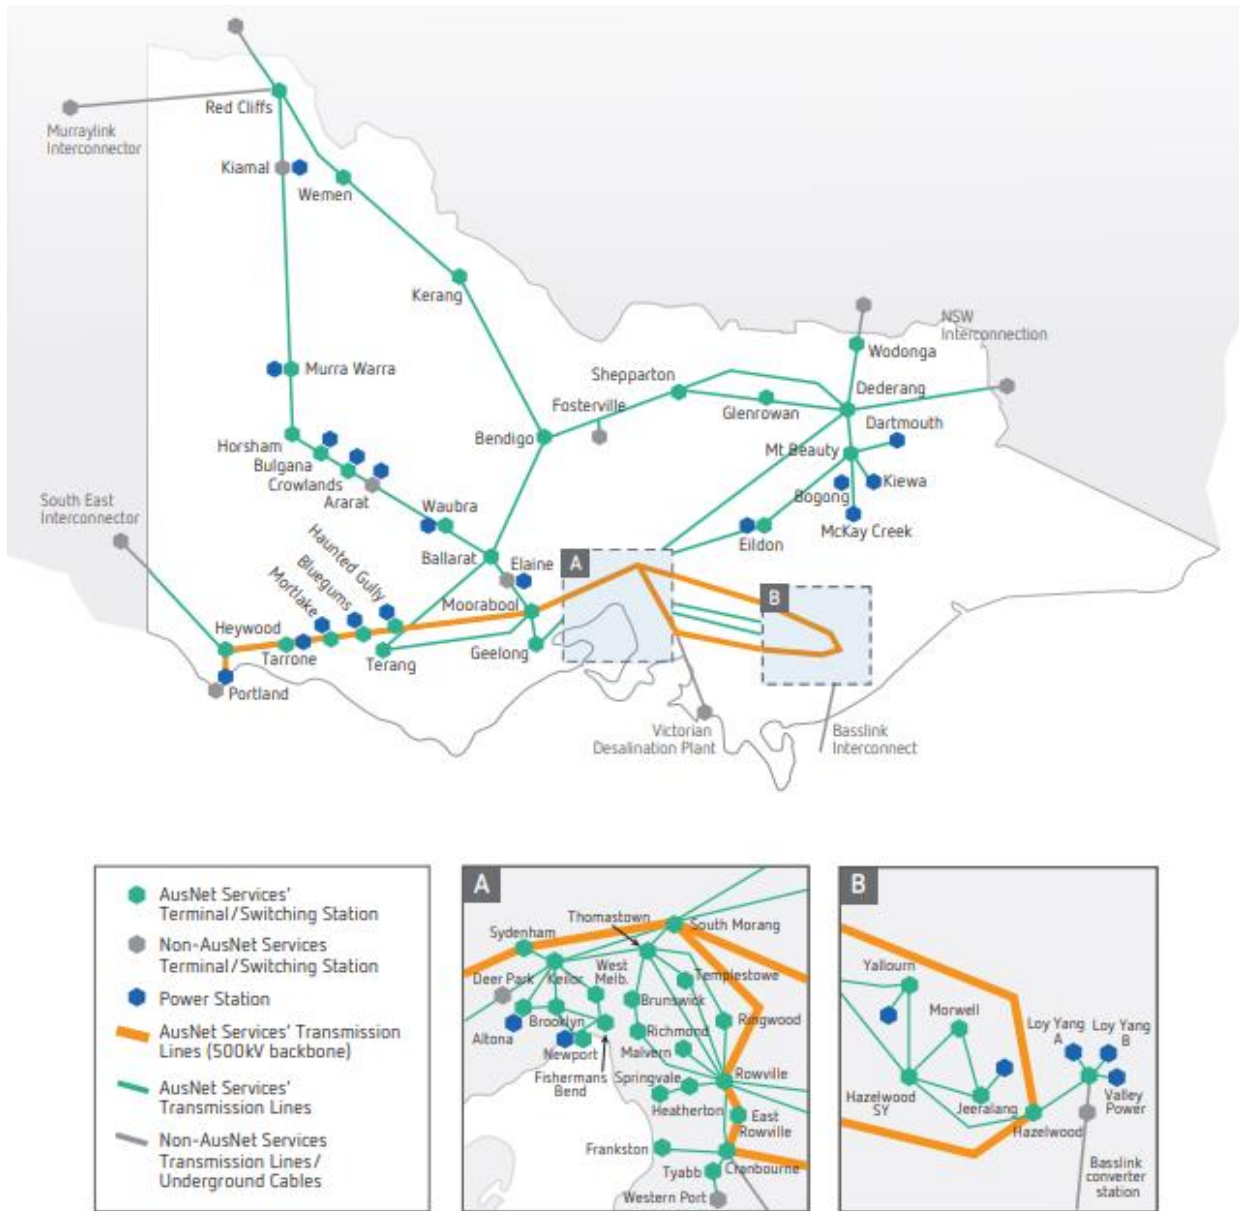 Red Cliffs
Murraylink
Interconnector
Kiamal
Wemen
Kerang
NSW
Interconnection
Wodonga
Murra Warra
Shepparton
Dederang
Glenrowan
Fosterville
Dartmouth
Horsham
Bendigo
Mt Beauty
Bulgana
Crowlands
Ararat
Kiewa
Bogong
South East
Interconnector
Waubra
McKay Creek
Eildon
Haunted Gully
Bluegums
Mortlake
Ballarat
Elaine
A
B
Moorabool
Heywood
Tarrone
Terang
Geelong
Portland
Victorian
Desalination Plant
Basslink
Interconnect
AusNet Services'
Terminal/Switching Station
Non-AusNet Services
Terminal/Switching Station
Power Station
AusNet Services' Transmission
Lines (500kV backbone)
AusNet Services'
Transmission Lines
Non-AusNet Services
Transmission Lines/
Underground Cables
A
Thomastown
South Morang
Sydenham
Deer Park
Keilor
West
Melb.
Templestowe
Brunswick
Altona
Brooklyn
Richmond
Ringwood
Newport
Malvern
Fishermans
Bend
Springvale
Rowville
Heatherton
East
Rowville
Frankston
Cranbourne
Tyabb
Western Port
B
Yallourn
Morwell
Loy Yang
A
Loy Yang
B
Hazelwood
SY
Jeeralang
Valley
Power
Hazelwood
Basslink
converter
station